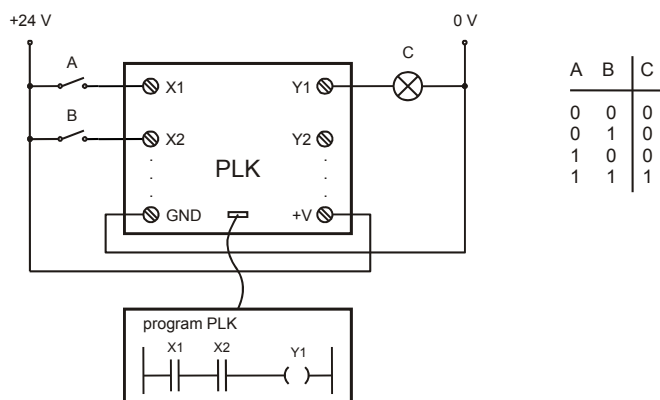 +24 V 0 V
A C A B C
X1 Y1
0 0 0
B 0 1 0
X2 Y2 1 0 0
1 1 1
PLK
GND +V
program PLK
X1 X2 Y1